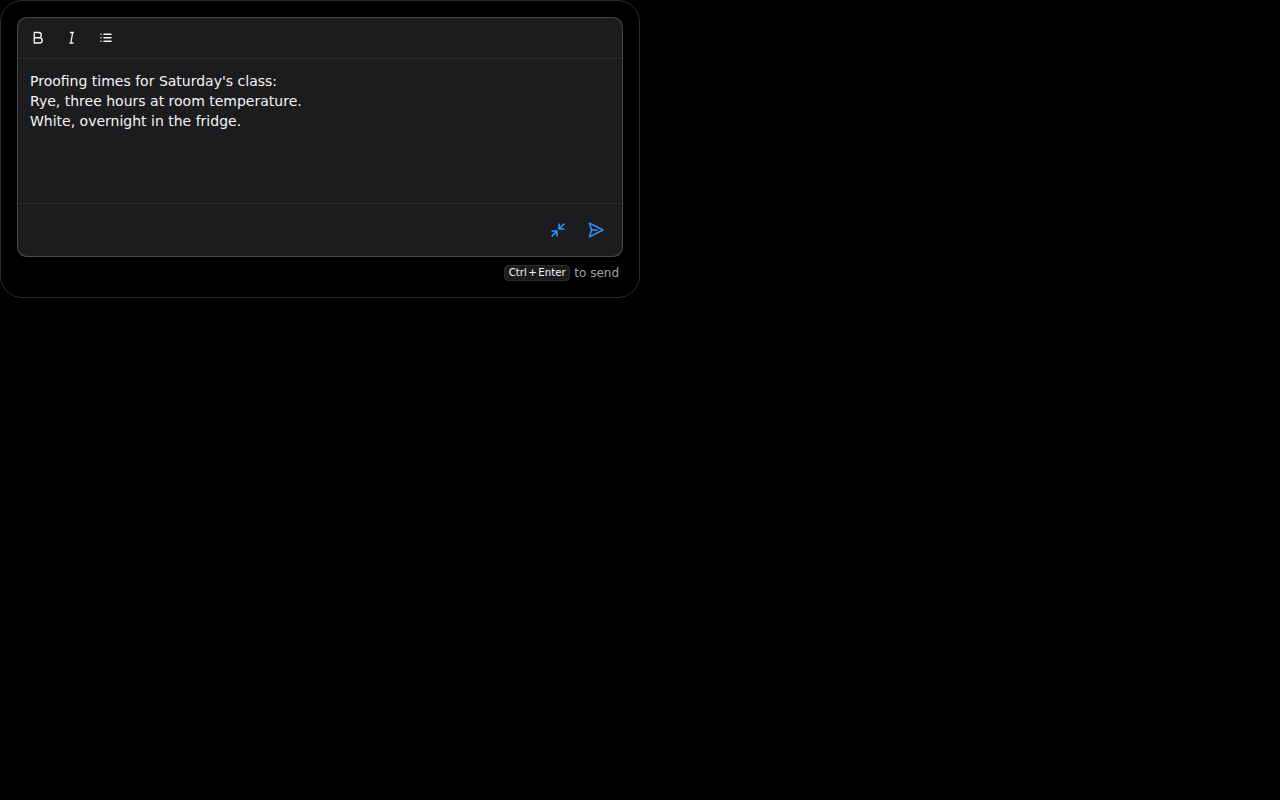 Proofing times for Saturday's class:
Rye, three hours at room temperature.
White, overnight in the fridge.
Ctrl+Enter to send